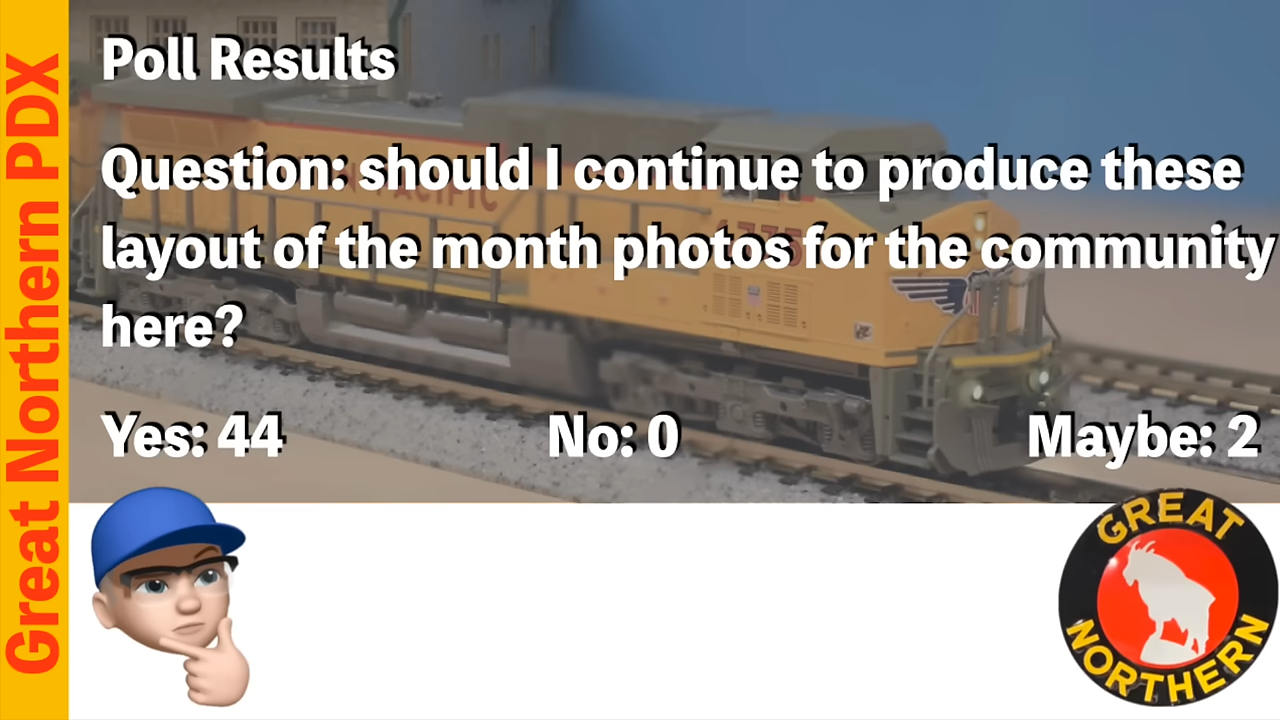 Great Northern PDX
Poll Results
Question: should I continue to produce these
layout of the month photos for the community
here?
Yes: 44 No: 0 Maybe: 2
GREAT
NORTHERN